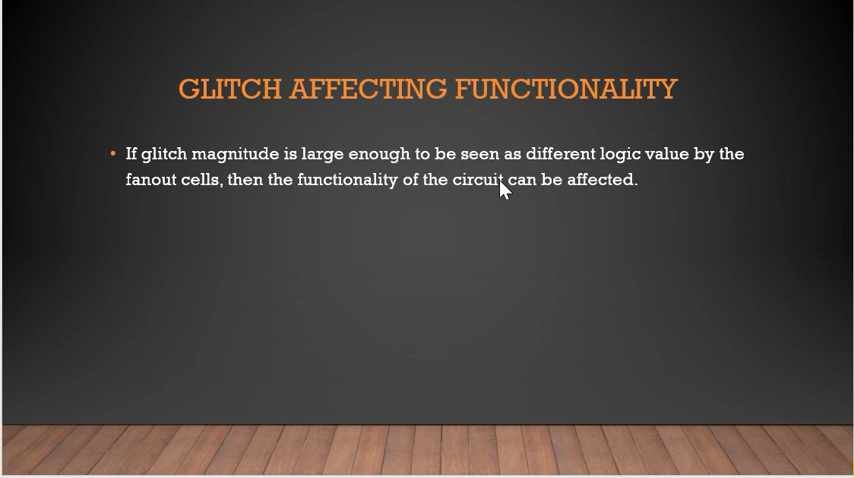 GLITCH AFFECTING FUNCTIONALITY
• If glitch magnitude is large enough to be seen as different logic value by the
fanout cells, then the functionality of the circuit can be affected.